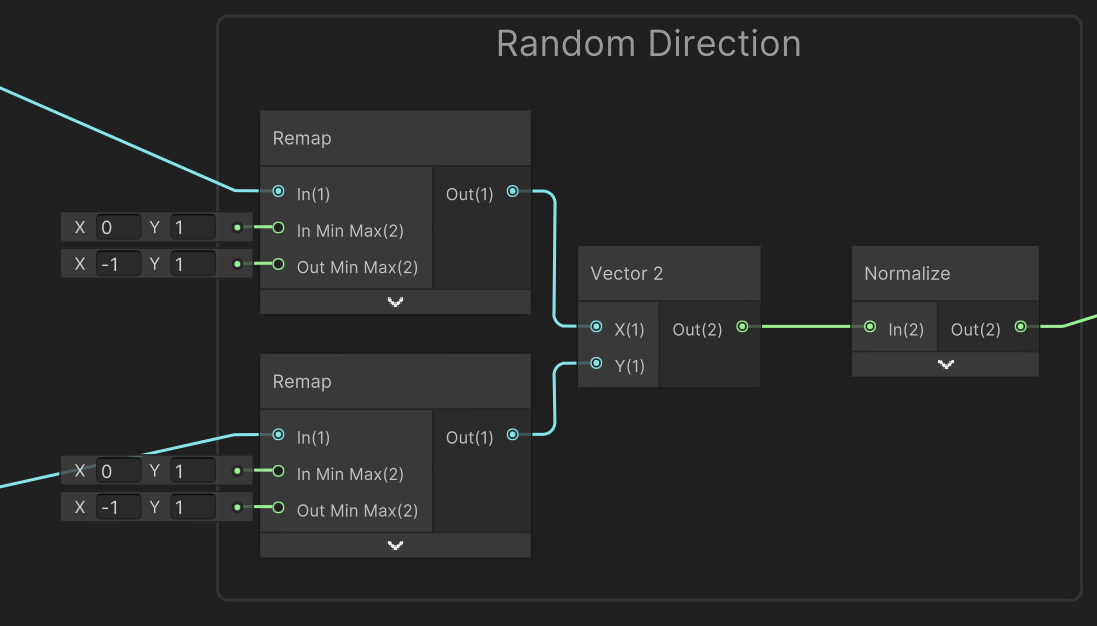 Random Direction
Remap
In(1) Out(1)
X 0 Y 1 In Min Max(2)
X -1 Y 1 Out Min Max(2)
Vector 2
X(1) Out(2)
Y(1)
Normalize
In(2) Out(2)
Remap
In(1) Out(1)
X 0 Y 1 In Min Max(2)
X -1 Y 1 Out Min Max(2)